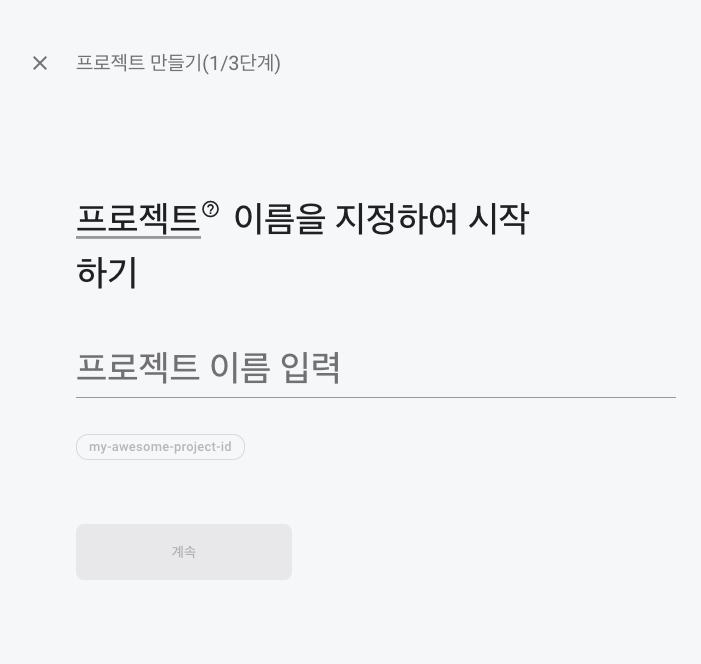 프로젝트 만들기(1/3단계)
프로젝트 이름을 지정하여 시작
하기
프로젝트 이름 입력
my-awesome-project-id
계속